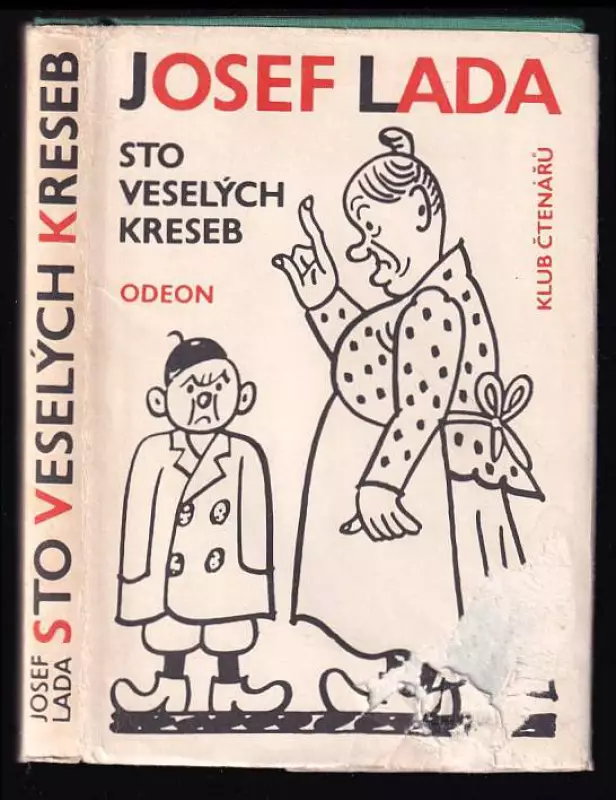 JOSEF LADA
STO
VESELÝCH
KRESEB
ODEON
KLUB ČTENÁŘŮ
JOSEF
LADA
STO VESELÝCH KRESEB